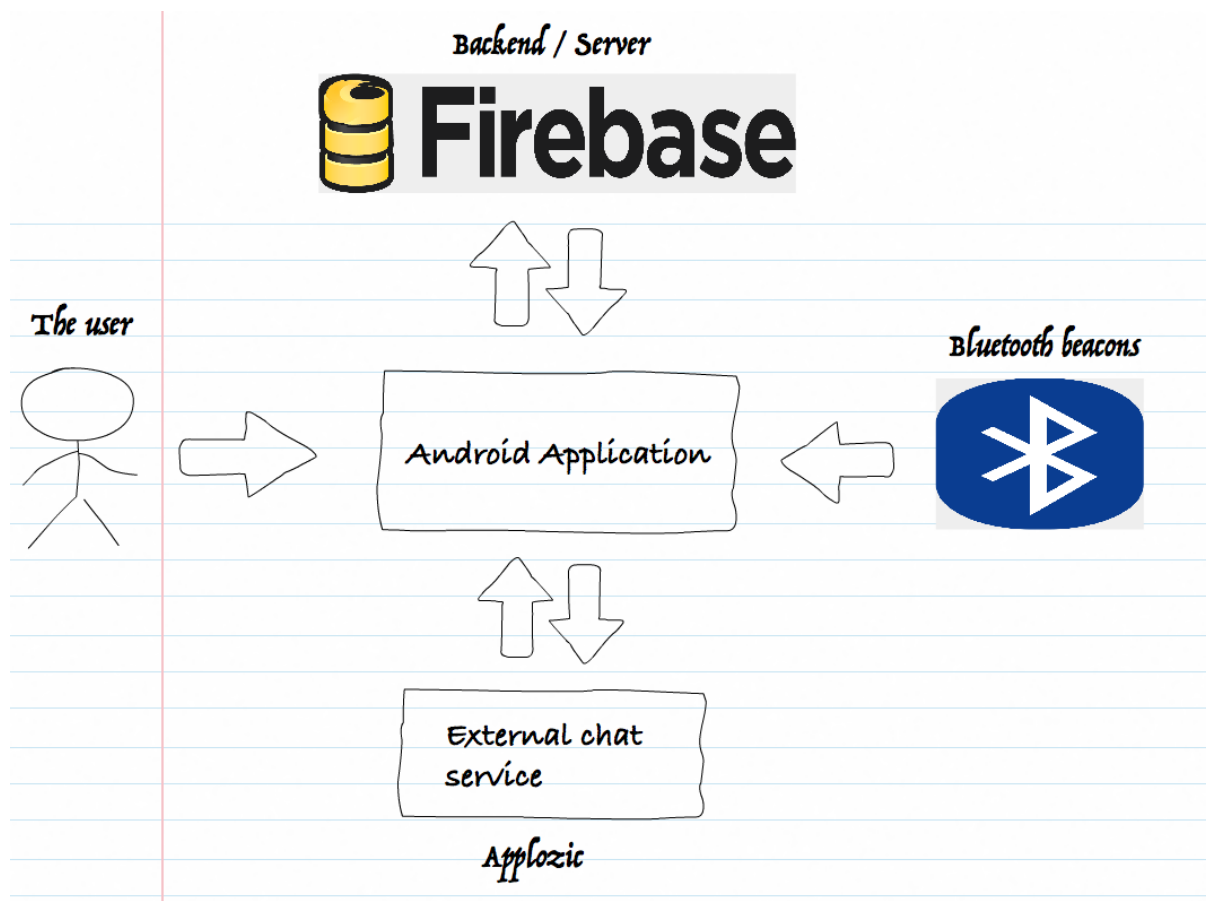 Backend / Server
Firebase
The user
Bluetooth beacons
Android Application
External chat
service
Applozic